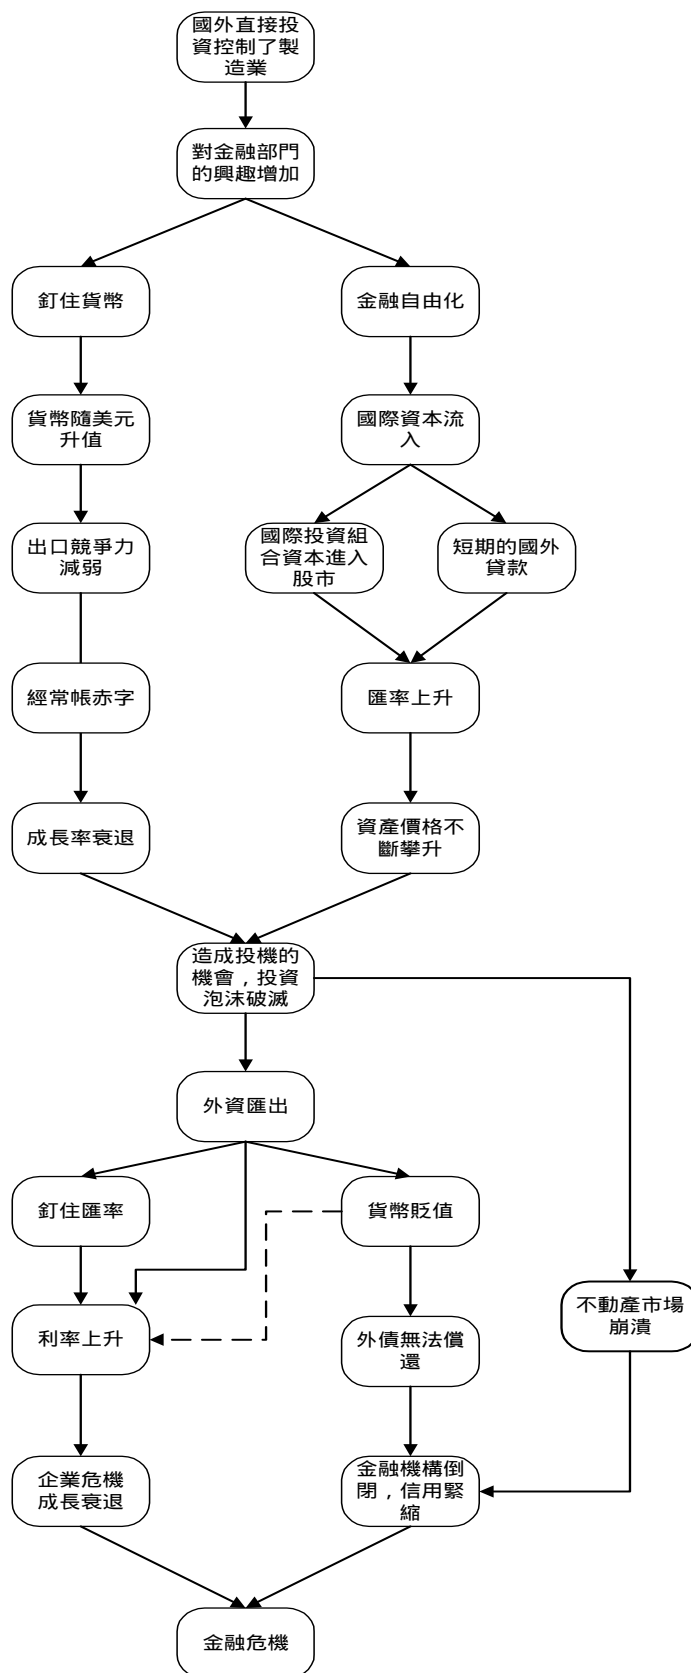 國外直接投
資控制了製
造業
對金融部門
的興趣增加
釘住貨幣
金融自由化
貨幣隨美元
升值
國際資本流
入
出口競爭力
減弱
國際投資組
合資本進入
股市
短期的國外
貸款
經常帳赤字
匯率上升
成長率衰退
資產價格不
斷攀升
造成投機的
機會，投資
泡沫破滅
外資匯出
釘住匯率
貨幣貶值
利率上升
外債無法償
還
不動產市場
崩潰
企業危機
成長衰退
金融機構倒
閉，信用緊
縮
金融危機